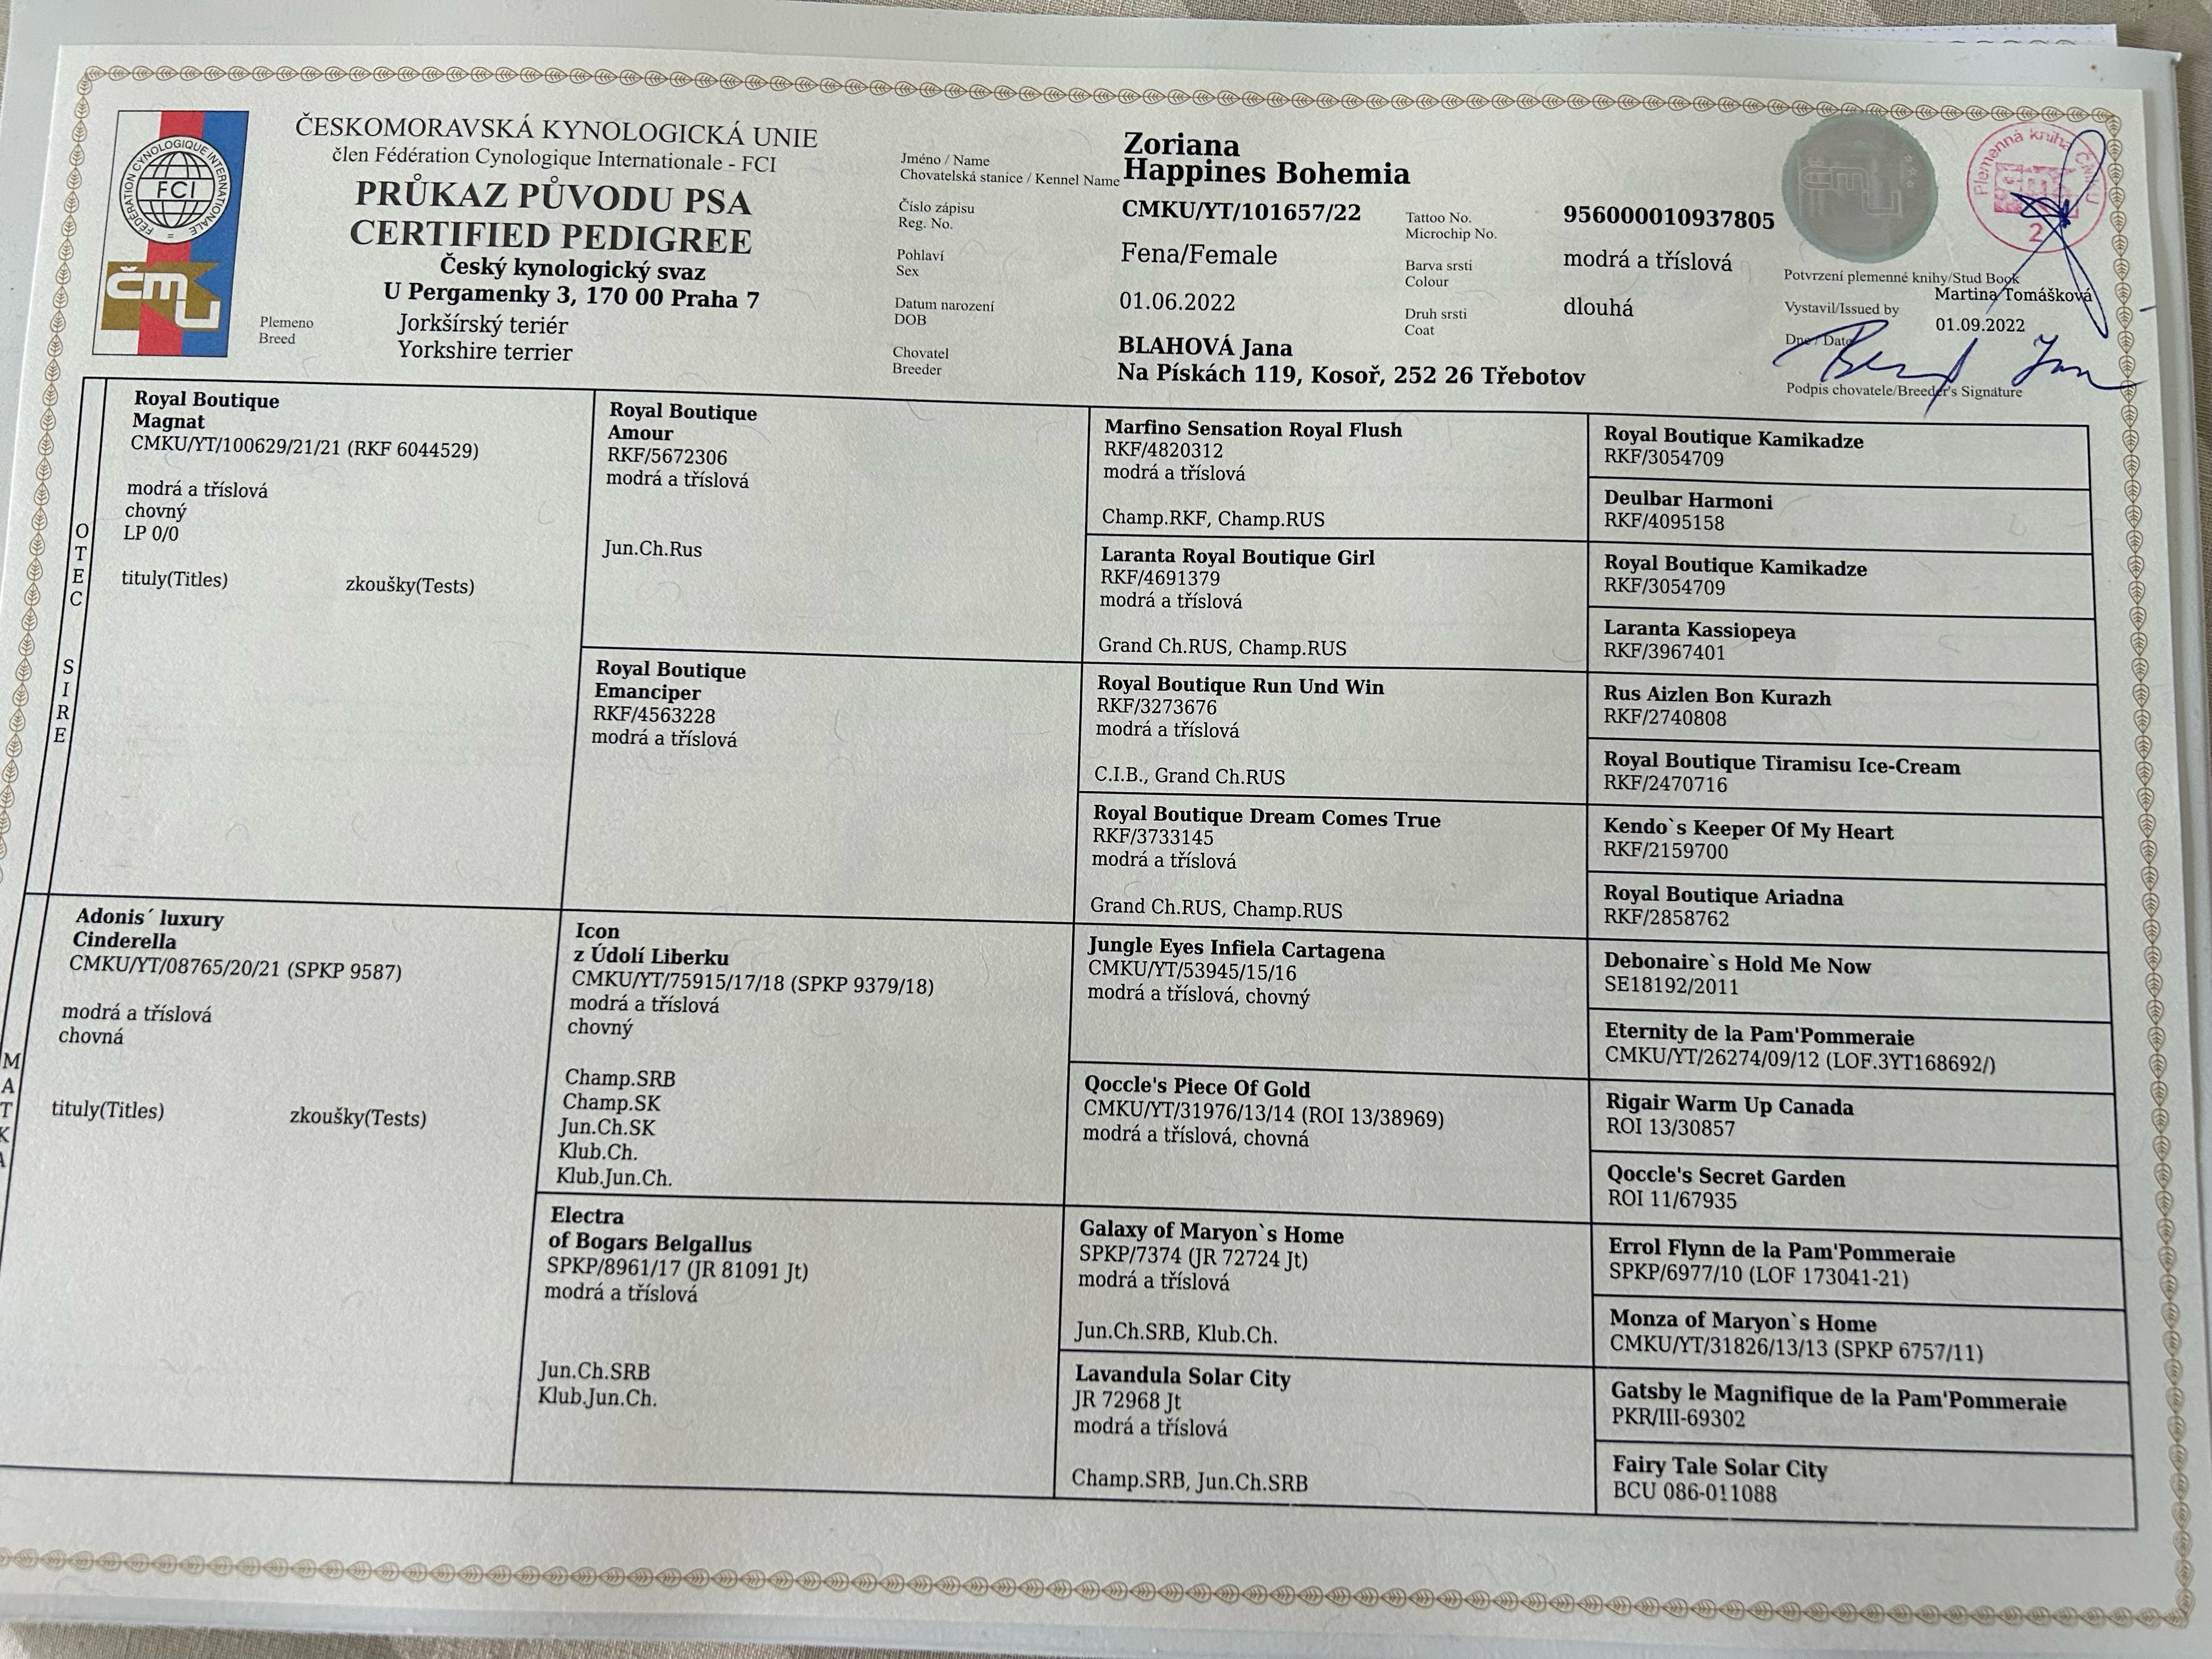 ČESKOMORAVSKÁ KYNOLOGICKÁ UNIE
člen Fédération Cynologique Internationale - FCI
PRŮKAZ PŮVODU PSA
CERTIFIED PEDIGREE
Český kynologický svaz
U Pergamenky 3, 170 00 Praha 7
Plemeno
Breed
Jorkšírský teriér
Yorkshire terrier
FEDERATION CYNOLOGIQUE INTERNATIONALE
FCI
čmu
Jméno / Name
Chovatelská stanice / Kennel Name
Zoriana
Happines Bohemia
Číslo zápisu
Reg. No.
CMKU/YT/101657/22
Tattoo No.
Microchip No.
956000010937805
Pohlaví
Sex
Fena/Female
Barva srsti
Colour
modrá a tříslová
Datum narození
DOB
01.06.2022
Druh srsti
Coat
dlouhá
Chovatel
Breeder
BLAHOVÁ Jana
Na Pískách 119, Kosoř, 252 26 Třebotov
čmu
Plemenná kniha ČMKU
2
Potvrzení plemenné knihy/Stud Book
Martina Tomášková
Vystavil/Issued by
01.09.2022
Dne/Date
Podpis chovatele/Breeder's Signature
OTEC SIRE
Royal Boutique
Magnat
CMKU/YT/100629/21/21 (RKF 6044529)
modrá a tříslová
chovný
LP 0/0
tituly(Titles) zkoušky(Tests)
Royal Boutique
Amour
RKF/5672306
modrá a tříslová
Jun.Ch.Rus
Royal Boutique
Emanciper
RKF/4563228
modrá a tříslová
Marfino Sensation Royal Flush
RKF/4820312
modrá a tříslová
Champ.RKF, Champ.RUS
Laranta Royal Boutique Girl
RKF/4691379
modrá a tříslová
Grand Ch.RUS, Champ.RUS
Royal Boutique Run Und Win
RKF/3273676
modrá a tříslová
C.I.B., Grand Ch.RUS
Royal Boutique Dream Comes True
RKF/3733145
modrá a tříslová
Grand Ch.RUS, Champ.RUS
Royal Boutique Kamikadze
RKF/3054709
Deulbar Harmoni
RKF/4095158
Royal Boutique Kamikadze
RKF/3054709
Laranta Kassiopeya
RKF/3967401
Rus Aizlen Bon Kurazh
RKF/2740808
Royal Boutique Tiramisu Ice-Cream
RKF/2470716
Kendo`s Keeper Of My Heart
RKF/2159700
Royal Boutique Ariadna
RKF/2858762
MATKA
Adonis´ luxury
Cinderella
CMKU/YT/08765/20/21 (SPKP 9587)
modrá a tříslová
chovná
tituly(Titles) zkoušky(Tests)
Icon
z Údolí Liberku
CMKU/YT/75915/17/18 (SPKP 9379/18)
modrá a tříslová
chovný
Champ.SRB
Champ.SK
Jun.Ch.SK
Klub.Ch.
Klub.Jun.Ch.
Electra
of Bogars Belgallus
SPKP/8961/17 (JR 81091 Jt)
modrá a tříslová
Jun.Ch.SRB
Klub.Jun.Ch.
Jungle Eyes Infiela Cartagena
CMKU/YT/53945/15/16
modrá a tříslová, chovný
Qoccle's Piece Of Gold
CMKU/YT/31976/13/14 (ROI 13/38969)
modrá a tříslová, chovná
Galaxy of Maryon`s Home
SPKP/7374 (JR 72724 Jt)
modrá a tříslová
Jun.Ch.SRB, Klub.Ch.
Lavandula Solar City
JR 72968 Jt
modrá a tříslová
Champ.SRB, Jun.Ch.SRB
Debonaire`s Hold Me Now
SE18192/2011
Eternity de la Pam'Pommeraie
CMKU/YT/26274/09/12 (LOF.3YT168692/)
Rigair Warm Up Canada
ROI 13/30857
Qoccle's Secret Garden
ROI 11/67935
Errol Flynn de la Pam'Pommeraie
SPKP/6977/10 (LOF 173041-21)
Monza of Maryon`s Home
CMKU/YT/31826/13/13 (SPKP 6757/11)
Gatsby le Magnifique de la Pam'Pommeraie
PKR/III-69302
Fairy Tale Solar City
BCU 086-011088